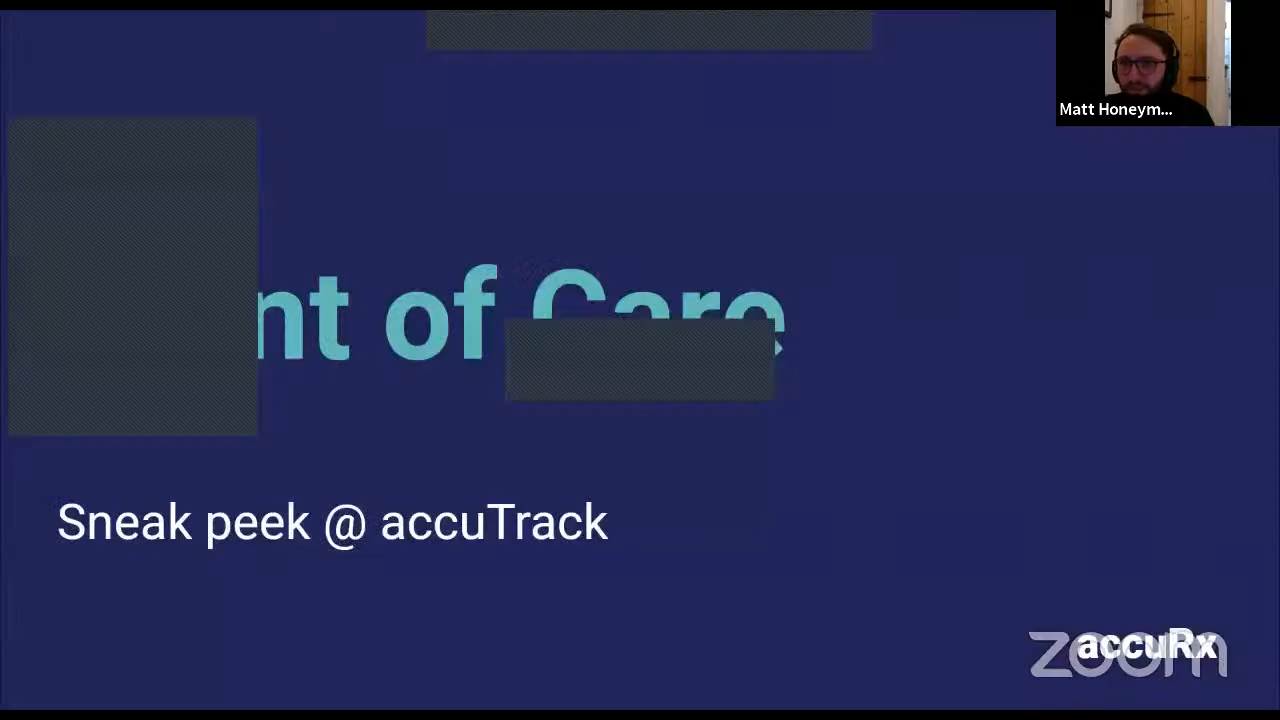 Matt Honeym...
nt of Care
Sneak peek @ accuTrack
accuRx
zoom